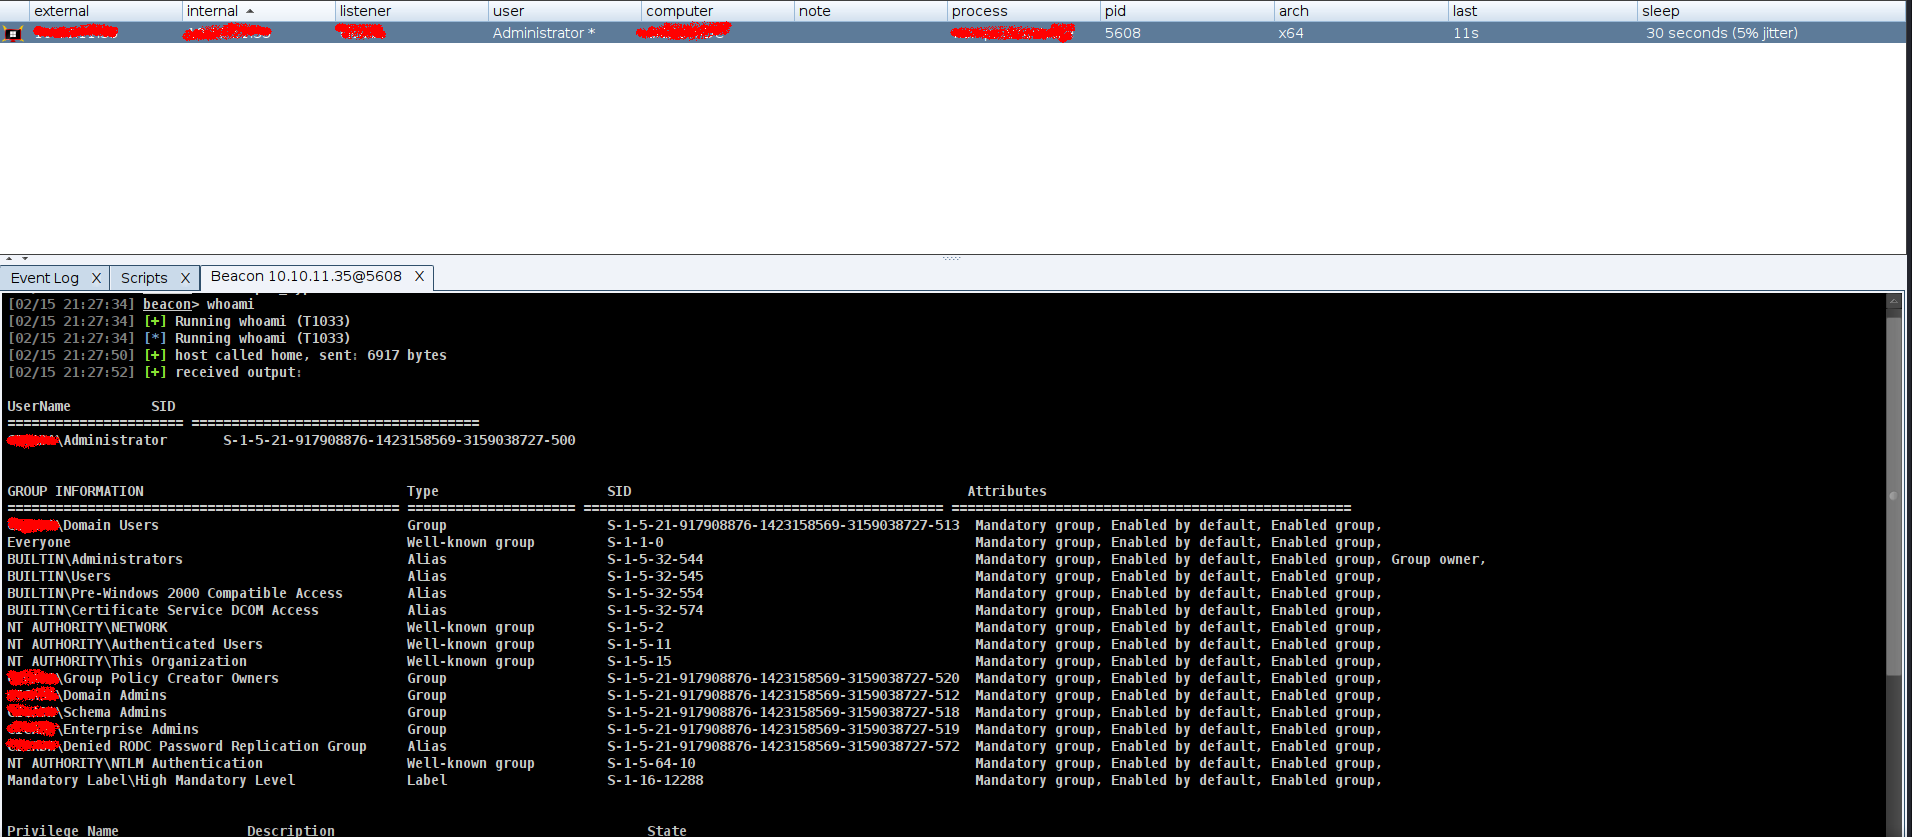 external internal listener user computer note process pid arch last sleep
Administrator * 5608 x64 11s 30 seconds (5% jitter)
Event Log X Scripts X Beacon 10.10.11.35@5608 X
[02/15 21:27:34] beacon> whoami
[02/15 21:27:34] [+] Running whoami (T1033)
[02/15 21:27:34] [*] Running whoami (T1033)
[02/15 21:27:50] [+] host called home, sent: 6917 bytes
[02/15 21:27:52] [+] received output:
UserName SID
====================== ====================================
\Administrator S-1-5-21-917908876-1423158569-3159038727-500
GROUP INFORMATION Type SID Attributes
================================================= ===================== ============================================= ==================================================
\Domain Users Group S-1-5-21-917908876-1423158569-3159038727-513 Mandatory group, Enabled by default, Enabled group,
Everyone Well-known group S-1-1-0 Mandatory group, Enabled by default, Enabled group,
BUILTIN\Administrators Alias S-1-5-32-544 Mandatory group, Enabled by default, Enabled group, Group owner,
BUILTIN\Users Alias S-1-5-32-545 Mandatory group, Enabled by default, Enabled group,
BUILTIN\Pre-Windows 2000 Compatible Access Alias S-1-5-32-554 Mandatory group, Enabled by default, Enabled group,
BUILTIN\Certificate Service DCOM Access Alias S-1-5-32-574 Mandatory group, Enabled by default, Enabled group,
NT AUTHORITY\NETWORK Well-known group S-1-5-2 Mandatory group, Enabled by default, Enabled group,
NT AUTHORITY\Authenticated Users Well-known group S-1-5-11 Mandatory group, Enabled by default, Enabled group,
NT AUTHORITY\This Organization Well-known group S-1-5-15 Mandatory group, Enabled by default, Enabled group,
\Group Policy Creator Owners Group S-1-5-21-917908876-1423158569-3159038727-520 Mandatory group, Enabled by default, Enabled group,
\Domain Admins Group S-1-5-21-917908876-1423158569-3159038727-512 Mandatory group, Enabled by default, Enabled group,
\Schema Admins Group S-1-5-21-917908876-1423158569-3159038727-518 Mandatory group, Enabled by default, Enabled group,
\Enterprise Admins Group S-1-5-21-917908876-1423158569-3159038727-519 Mandatory group, Enabled by default, Enabled group,
\Denied RODC Password Replication Group Alias S-1-5-21-917908876-1423158569-3159038727-572 Mandatory group, Enabled by default, Enabled group,
NT AUTHORITY\NTLM Authentication Well-known group S-1-5-64-10 Mandatory group, Enabled by default, Enabled group,
Mandatory Label\High Mandatory Level Label S-1-16-12288 Mandatory group, Enabled by default, Enabled group,
Privilege Name Description State